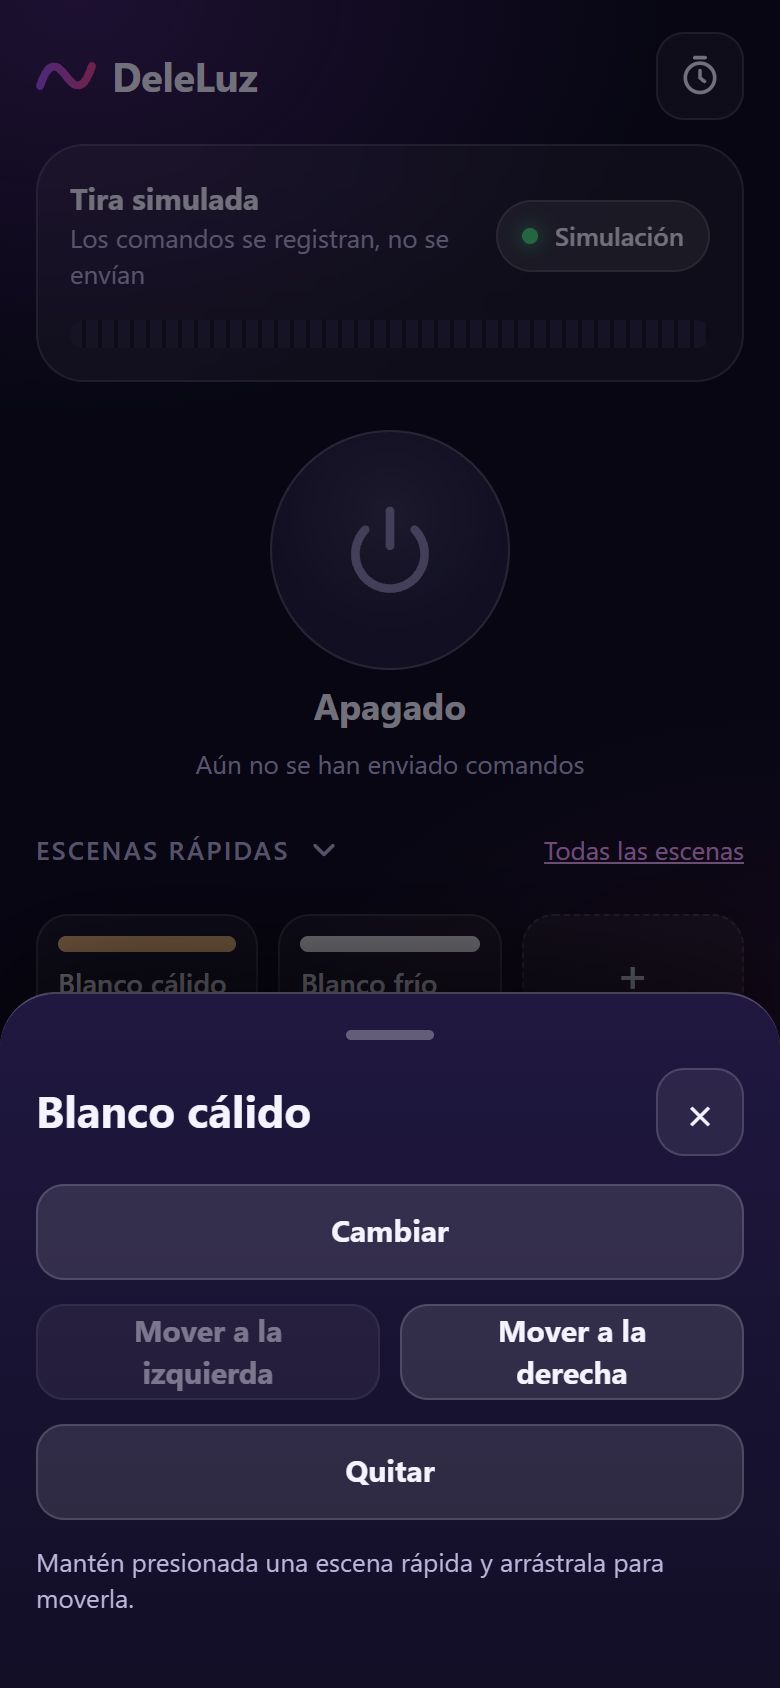 DeleLuz
Tira simulada
Los comandos se registran, no se
envían
Simulación
Apagado
Aún no se han enviado comandos
ESCENAS RÁPIDAS
Todas las escenas
Blanco cálido
Blanco frío
+
Blanco cálido
×
Cambiar
Mover a la
izquierda
Mover a la
derecha
Quitar
Mantén presionada una escena rápida y arrástrala para
moverla.